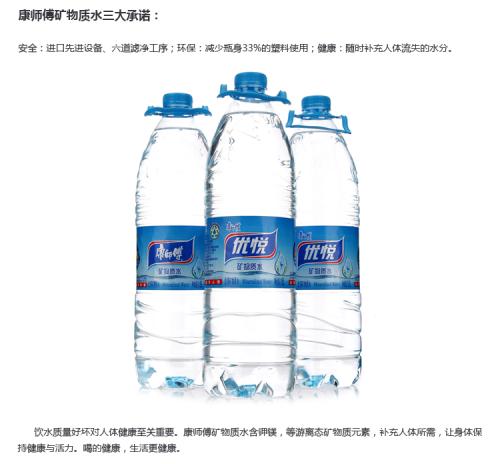 康师傅矿物质水三大承诺：
安全：进口先进设备、六道滤净工序；环保：减少瓶身33%的塑料使用；健康：随时补充人体流失的水分。
康師傅
矿物质水
优悦
矿物质水
优悦
矿物质水
饮水质量好坏对人体健康至关重要。康师傅矿物质水含钾镁，等游离态矿物质元素，补充人体所需，让身体保
持健康与活力。喝的健康，生活更健康。